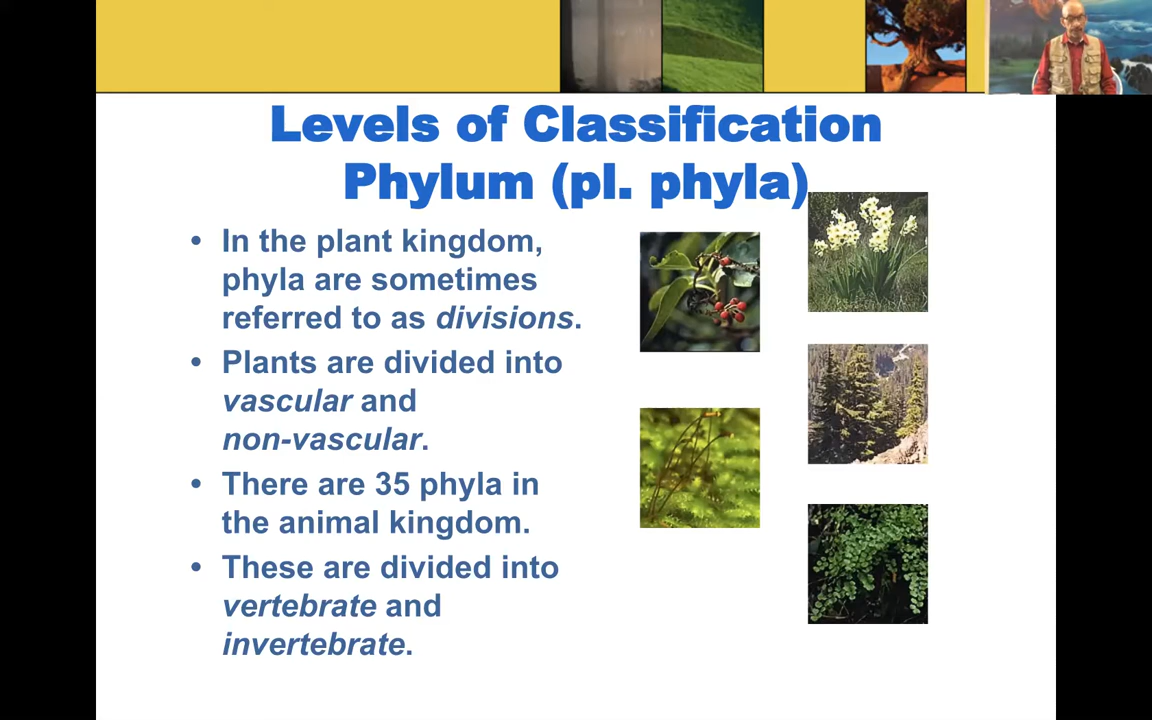 Levels of Classification
Phylum (pl. phyla)
• In the plant kingdom,
phyla are sometimes
referred to as divisions.
• Plants are divided into
vascular and
non-vascular.
• There are 35 phyla in
the animal kingdom.
• These are divided into
vertebrate and
invertebrate.